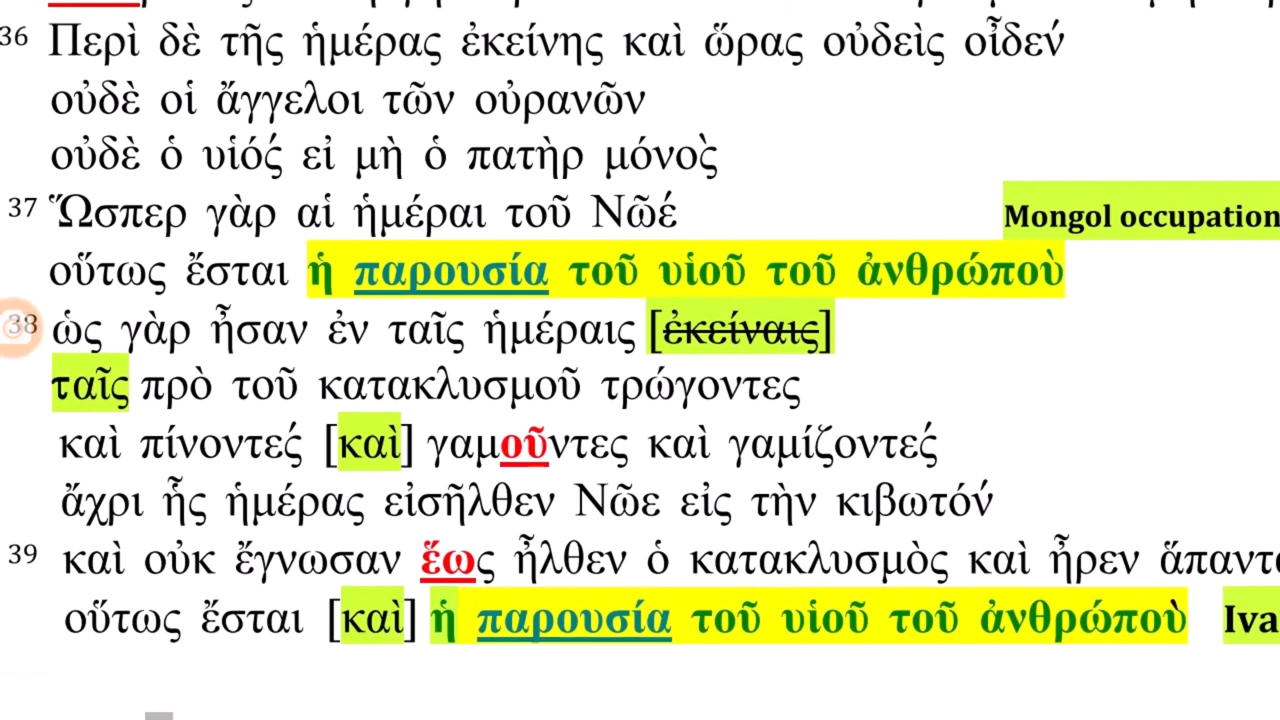 36 Περὶ δὲ τῆς ἡμέρας ἐκείνης καὶ ὥρας οὐδεὶς οἶδεν́
οὐδὲ οἱ ἄγγελοι τῶν οὐρανῶν
οὐδὲ ὁ υἱός́ εἰ μὴ ὁ πατὴρ μόνος̀
37 Ὥσπερ γὰρ αἱ ἡμέραι τοῦ Νῶέ Mongol occupation
οὕτως ἔσται ἡ παρουσία τοῦ υἱοῦ τοῦ ἀνθρώποὺ
38 ὡς γὰρ ἦσαν ἐν ταῖς ἡμέραις [ἐκείναις]
ταῖς πρὸ τοῦ κατακλυσμοῦ τρώγοντες
καὶ πίνοντες́ [καὶ] γαμοῦντες καὶ γαμίζοντες́
ἄχρι ἧς ἡμέρας εἰσῆλθεν Νῶε εἰς τὴν κιβωτόν́
39 καὶ οὐκ ἔγνωσαν ἕως ἦλθεν ὁ κατακλυσμὸς καὶ ἦρεν
οὕτως ἔσται [καὶ] ἡ παρουσία τοῦ υἱοῦ τοῦ ἀνθρώποὺ